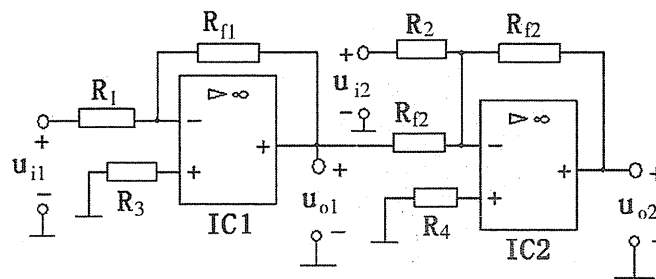 R_f1
R_1
▷ ∞
−
+
+
+
u_i1
−
R_3
IC1
+
u_o1
−
+
u_i2
−
R_2
R_f2
R_f2
▷ ∞
−
+
+
R_4
IC2
+
u_o2
−